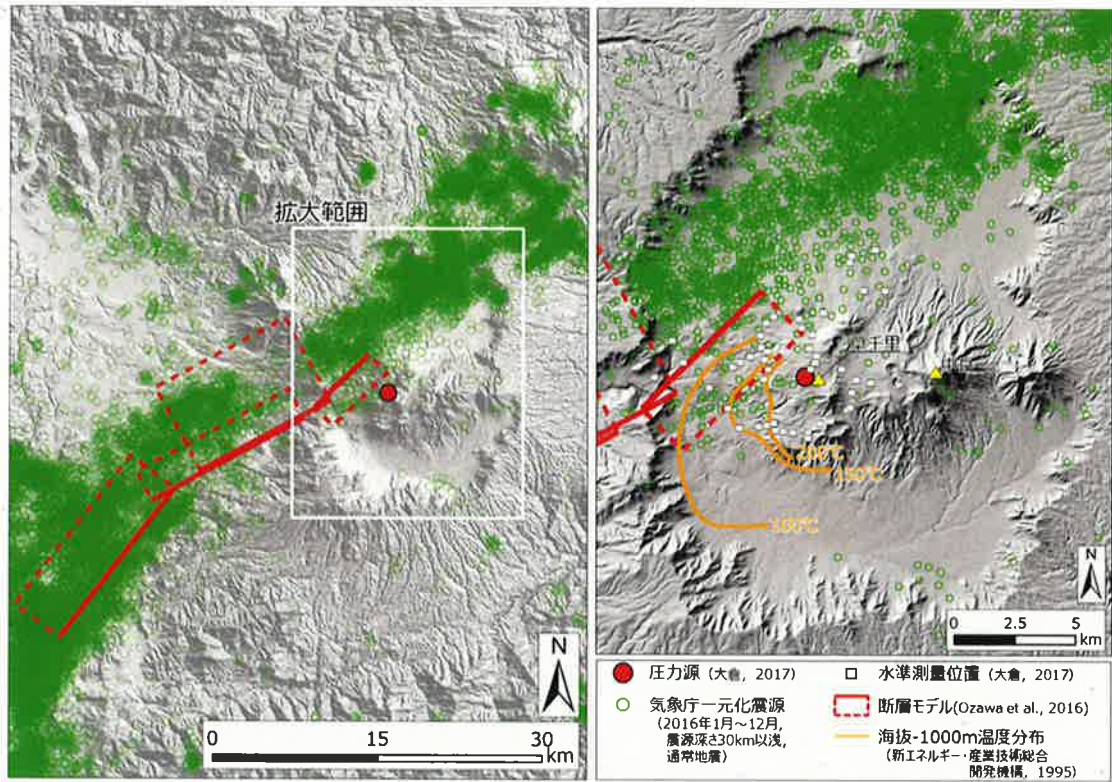 拡大範囲
N
0 15 30
km
千里
200℃
150℃
100℃
N
0 2.5 5
km
圧力源 (大倉, 2017)
水準測量位置 (大倉, 2017)
気象庁一元化震源
(2016年1月～12月,
震源深さ30km以浅,
通常地震)
断層モデル(Ozawa et al., 2016)
海抜-1000m温度分布
(新エネルギー・産業技術総合
開発機構, 1995)